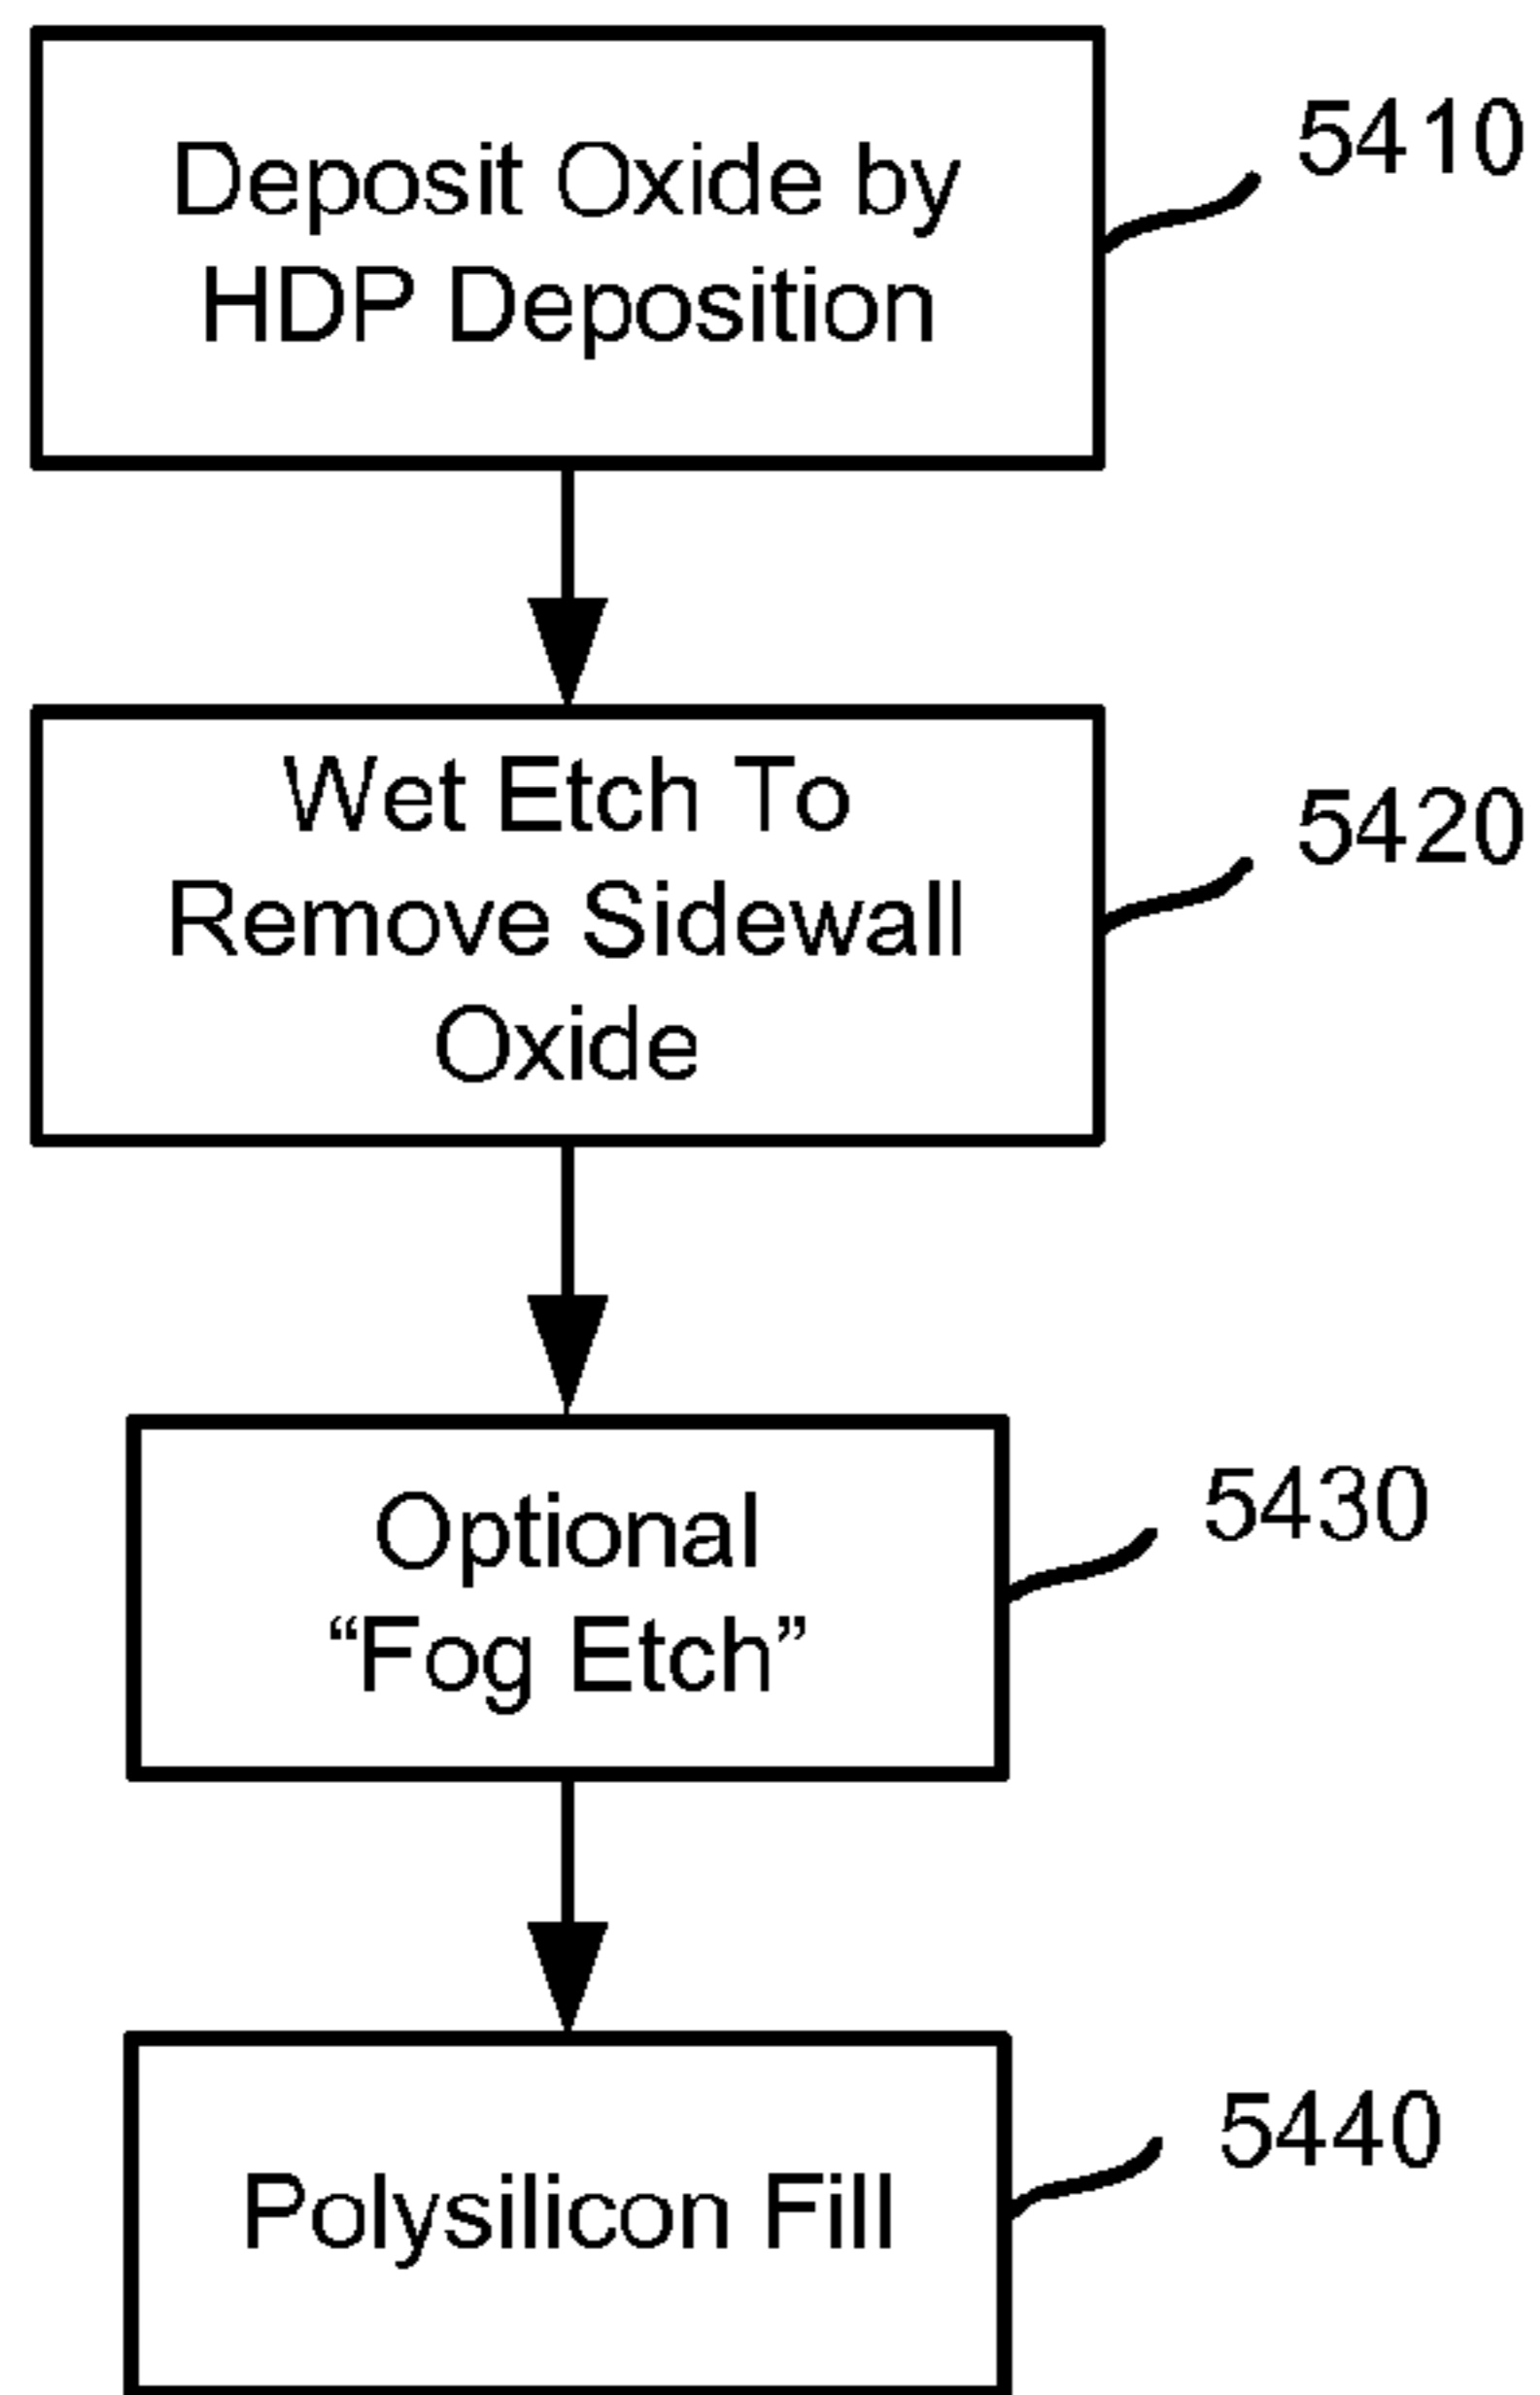 Deposit Oxide by
HDP Deposition
5410
Wet Etch To
Remove Sidewall
Oxide
5420
Optional
“Fog Etch”
5430
Polysilicon Fill
5440